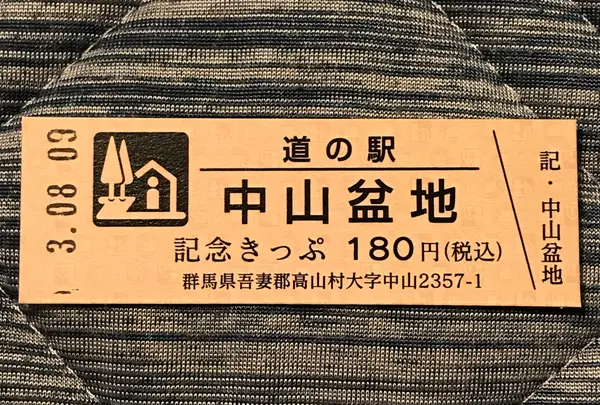 3.08.09
道の駅
中山盆地
記念きっぷ 180円(税込)
群馬県吾妻郡高山村大字中山2357-1
記・中山盆地